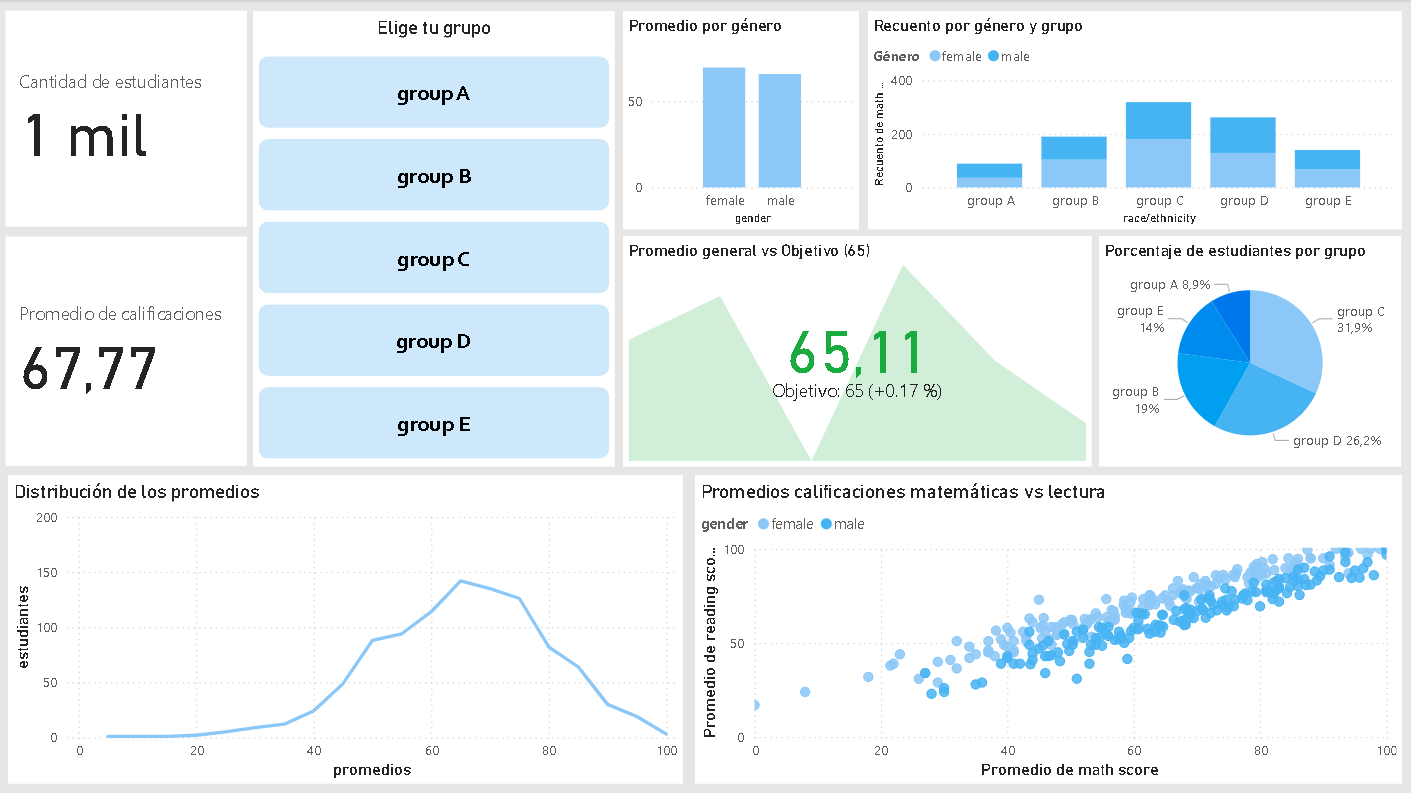 Cantidad de estudiantes
1 mil
Promedio de calificaciones
67,77
Elige tu grupo
group A
group B
group C
group D
group E
Promedio por género
50
0
female male
gender
Recuento por género y grupo
Género female male
Recuento de math ...
400
200
0
group A group B group C group D group E
race/ethnicity
Promedio general vs Objetivo (65)
65,11
Objetivo: 65 (+0.17 %)
Porcentaje de estudiantes por grupo
group A 8,9%
group E
14%
group B
19%
group C
31,9%
group D 26,2%
Distribución de los promedios
estudiantes
200
150
100
50
0
0 20 40 60 80 100
promedios
Promedios calificaciones matemáticas vs lectura
gender female male
Promedio de reading sco...
100
50
0
0 20 40 60 80 100
Promedio de math score